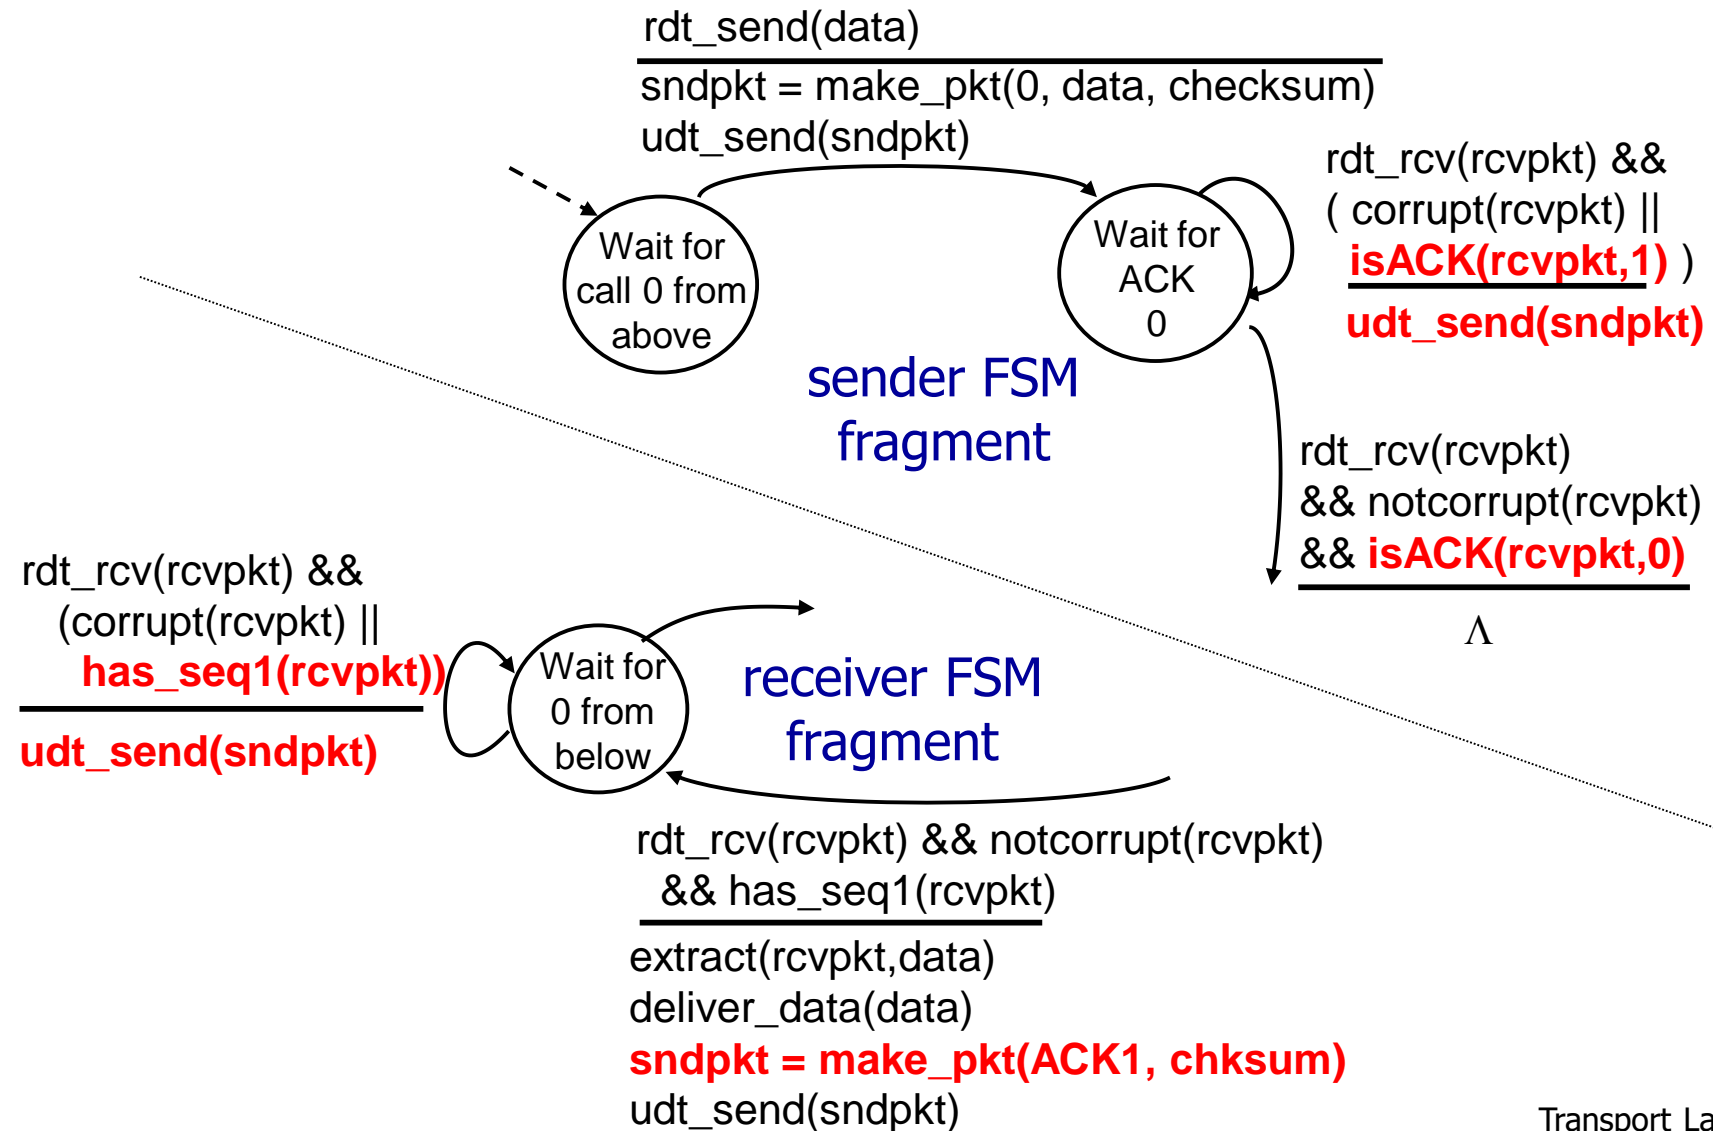 rdt_send(data)
sndpkt = make_pkt(0, data, checksum)
udt_send(sndpkt)
Wait for
call 0 from
above
Wait for
ACK
0
rdt_rcv(rcvpkt) &&
( corrupt(rcvpkt) ||
isACK(rcvpkt,1) )
udt_send(sndpkt)
sender FSM
fragment
rdt_rcv(rcvpkt)
&& notcorrupt(rcvpkt)
&& isACK(rcvpkt,0)
Λ
rdt_rcv(rcvpkt) &&
(corrupt(rcvpkt) ||
has_seq1(rcvpkt))
udt_send(sndpkt)
Wait for
0 from
below
receiver FSM
fragment
rdt_rcv(rcvpkt) && notcorrupt(rcvpkt)
&& has_seq1(rcvpkt)
extract(rcvpkt,data)
deliver_data(data)
sndpkt = make_pkt(ACK1, chksum)
udt_send(sndpkt)
Transport La